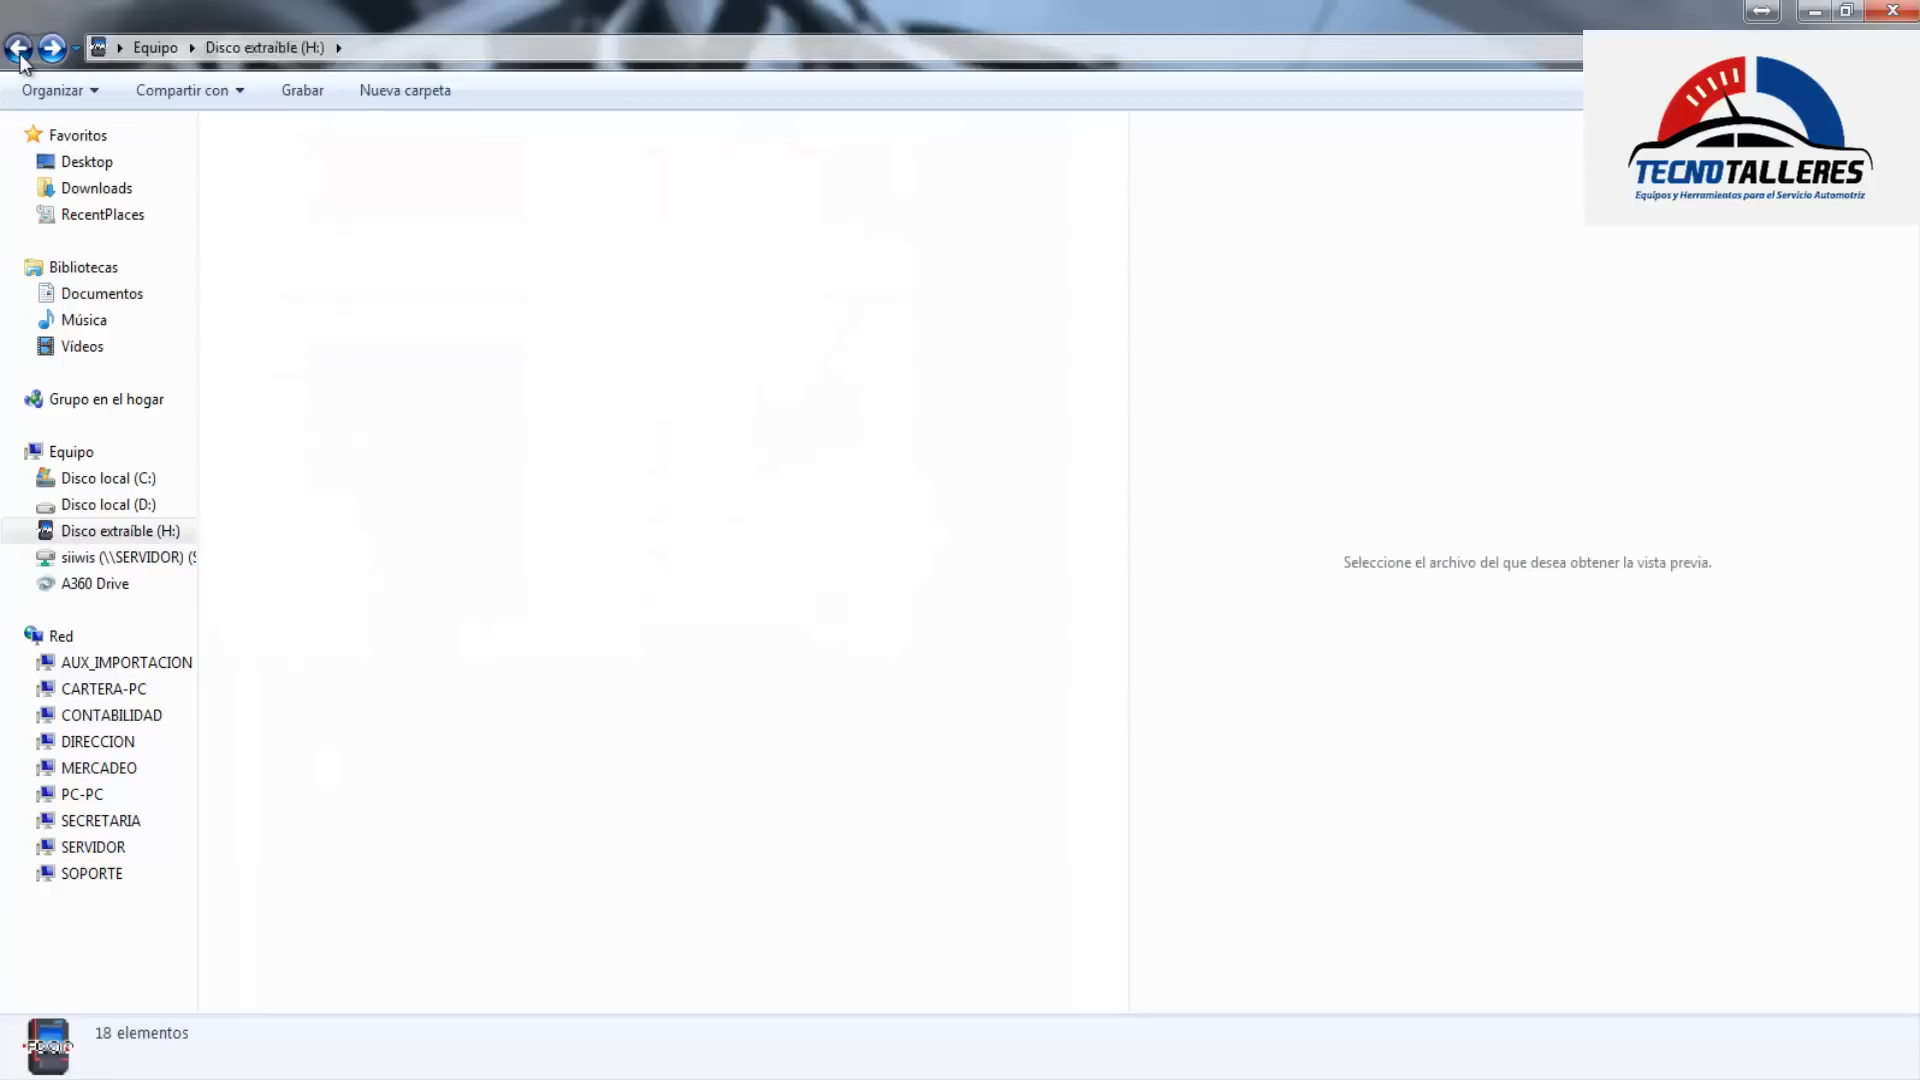 Equipo
Disco extraíble (H:)
Organizar
Compartir con
Grabar
Nueva carpeta
TECNOTALLERES
Equipos y Herramientas para el Servicio Automotriz
Favoritos
Desktop
Downloads
RecentPlaces
Bibliotecas
Documentos
Música
Vídeos
Grupo en el hogar
Equipo
Disco local (C:)
Disco local (D:)
Disco extraíble (H:)
siiwis (\\SERVIDOR) (S
A360 Drive
Red
AUX_IMPORTACION
CARTERA-PC
CONTABILIDAD
DIRECCION
MERCADEO
PC-PC
SECRETARIA
SERVIDOR
SOPORTE
Seleccione el archivo del que desea obtener la vista previa.
18 elementos